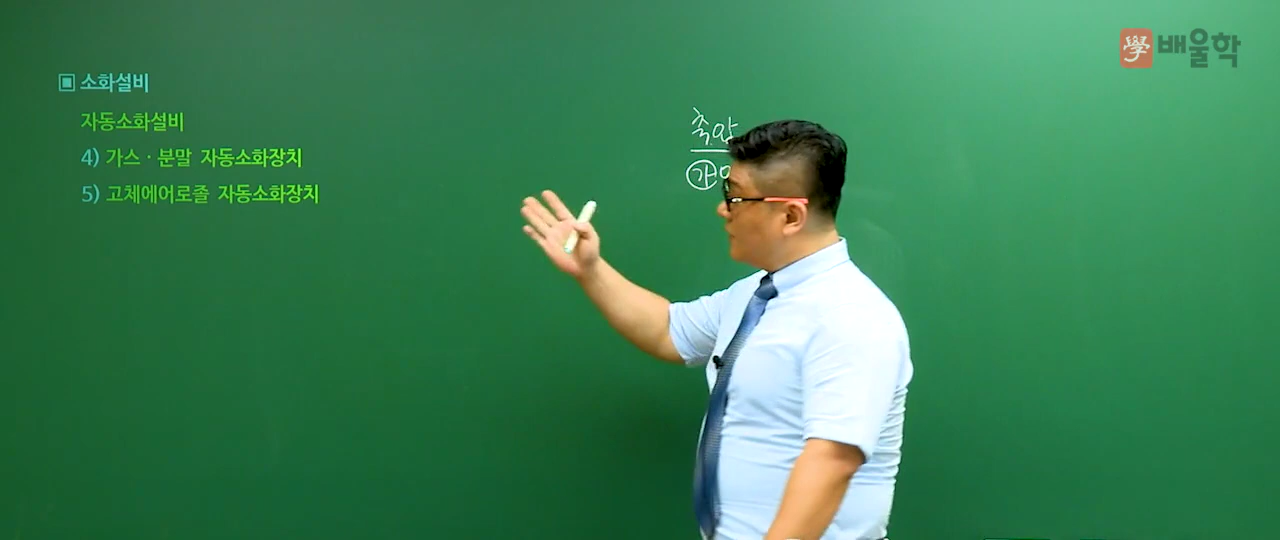 學 배울학
▣ 소화설비
자동소화설비
4) 가스 · 분말 자동소화장치
5) 고체에어로졸 자동소화장치
축압